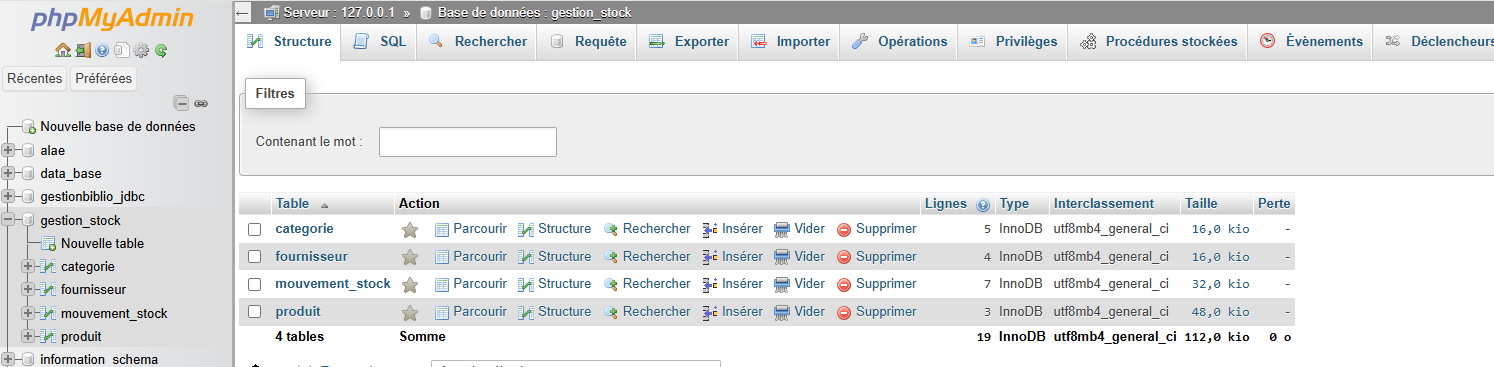 phpMyAdmin
Récentes Préférées
Nouvelle base de données
alae
data_base
gestionbiblio_jdbc
gestion_stock
Nouvelle table
categorie
fournisseur
mouvement_stock
produit
information_schema
Serveur : 127.0.0.1 » Base de données : gestion_stock
Structure SQL Rechercher Requête Exporter Importer Opérations Privilèges Procédures stockées Évènements Déclencheurs
Filtres
Contenant le mot :
Table Action Lignes Type Interclassement Taille Perte
categorie Parcourir Structure Rechercher Insérer Vider Supprimer 5 InnoDB utf8mb4_general_ci 16,0 kio -
fournisseur Parcourir Structure Rechercher Insérer Vider Supprimer 4 InnoDB utf8mb4_general_ci 16,0 kio -
mouvement_stock Parcourir Structure Rechercher Insérer Vider Supprimer 7 InnoDB utf8mb4_general_ci 32,0 kio -
produit Parcourir Structure Rechercher Insérer Vider Supprimer 3 InnoDB utf8mb4_general_ci 48,0 kio -
4 tables Somme 19 InnoDB utf8mb4_general_ci 112,0 kio 0 o